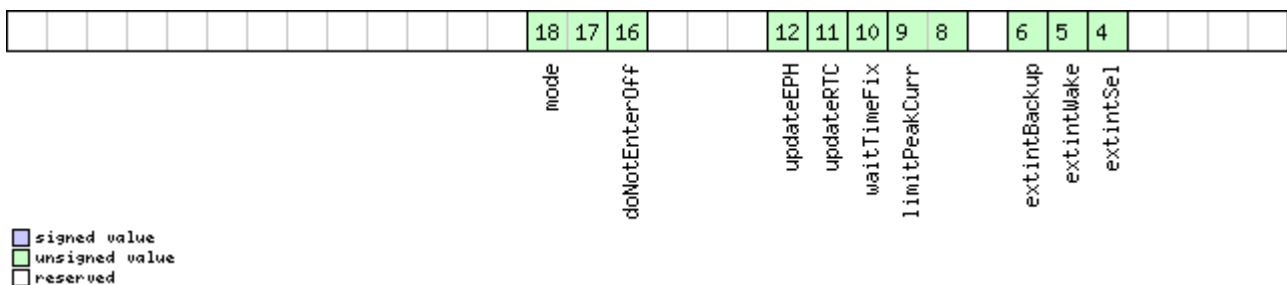 18 17 16 12 11 10 9 8 6 5 4
mode
doNotEnterOff
updateEPH
updateRTC
waitTimeFix
limitPeakCurr
extintBackup
extintWake
extintSel
signed value
unsigned value
reserved